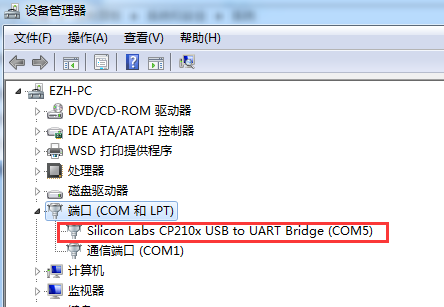 设备管理器
文件(F) 操作(A) 查看(V) 帮助(H)
EZH-PC
DVD/CD-ROM 驱动器
IDE ATA/ATAPI 控制器
WSD 打印提供程序
处理器
磁盘驱动器
端口 (COM 和 LPT)
Silicon Labs CP210x USB to UART Bridge (COM5)
通信端口 (COM1)
计算机
监视器